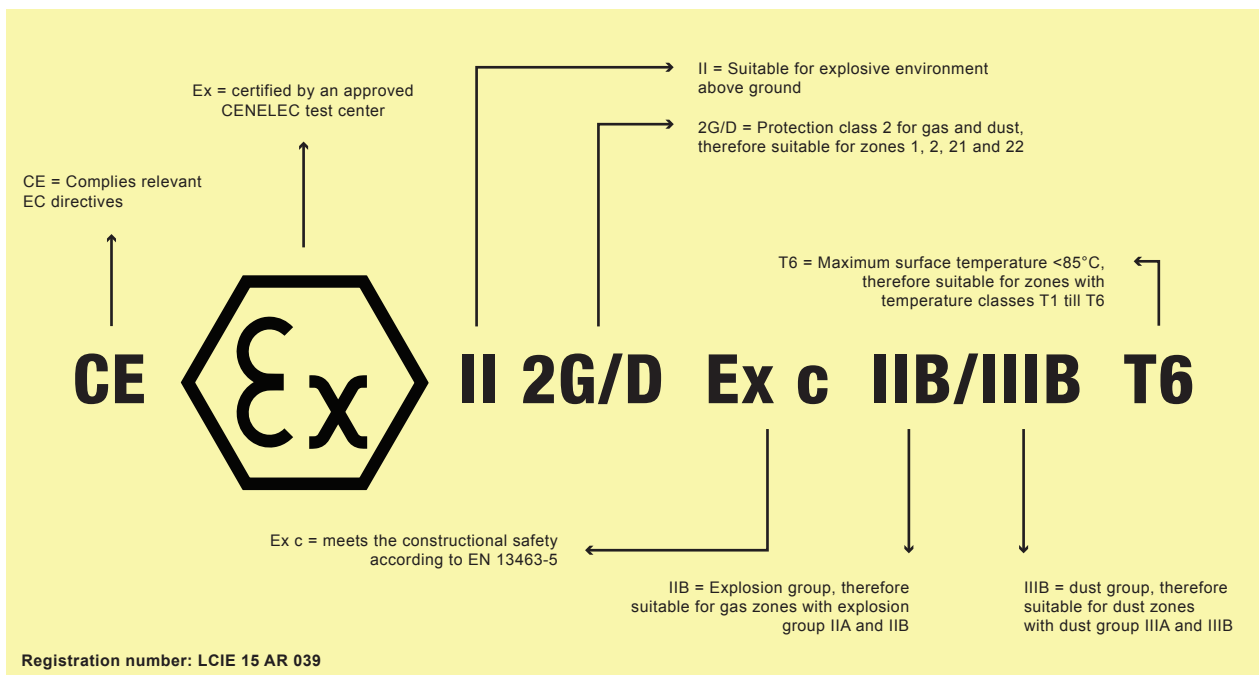 II = Suitable for explosive environment
above ground
Ex = certified by an approved
CENELEC test center
2G/D = Protection class 2 for gas and dust,
therefore suitable for zones 1, 2, 21 and 22
CE = Complies relevant
EC directives
T6 = Maximum surface temperature <85°C,
therefore suitable for zones with
temperature classes T1 till T6
CE Ex II 2G/D Ex c IIB/IIIB T6
Ex c = meets the constructional safety
according to EN 13463-5
IIB = Explosion group, therefore
suitable for gas zones with explosion
group IIA and IIB
IIIB = dust group, therefore
suitable for dust zones
with dust group IIIA and IIIB
Registration number: LCIE 15 AR 039